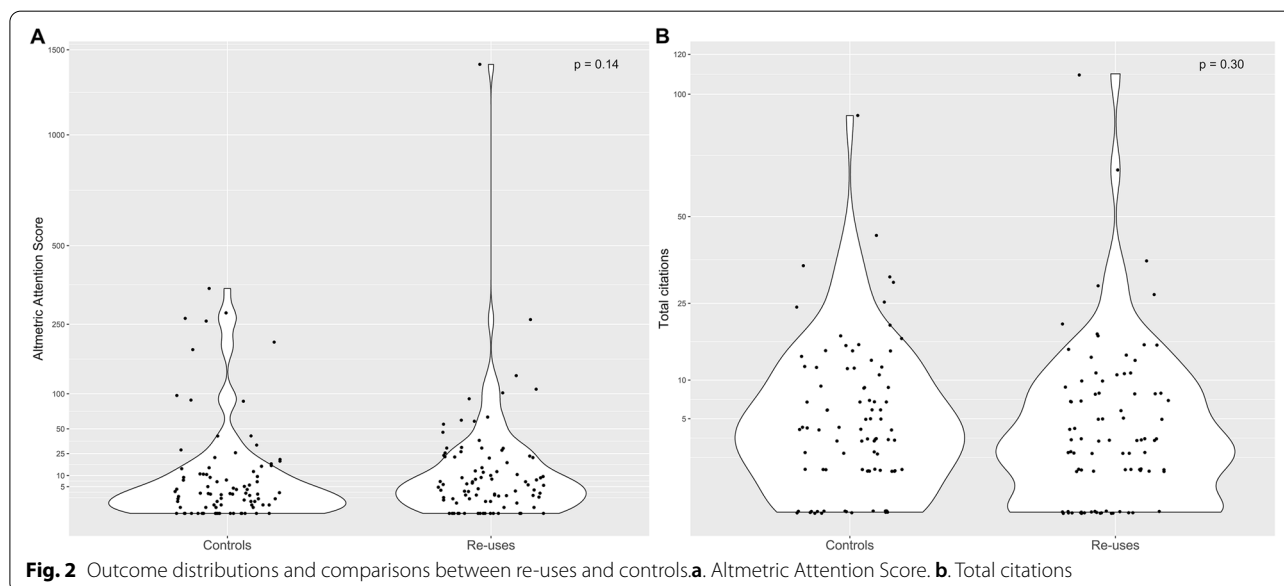 A
1500
p = 0.14
1000
500
250
100
50
25
10
5
Altmetric Attention Score
Controls
Re-uses
B
120
p = 0.30
100
50
25
10
5
Total citations
Controls
Re-uses
Fig. 2 Outcome distributions and comparisons between re-uses and controls.a. Altmetric Attention Score. b. Total citations